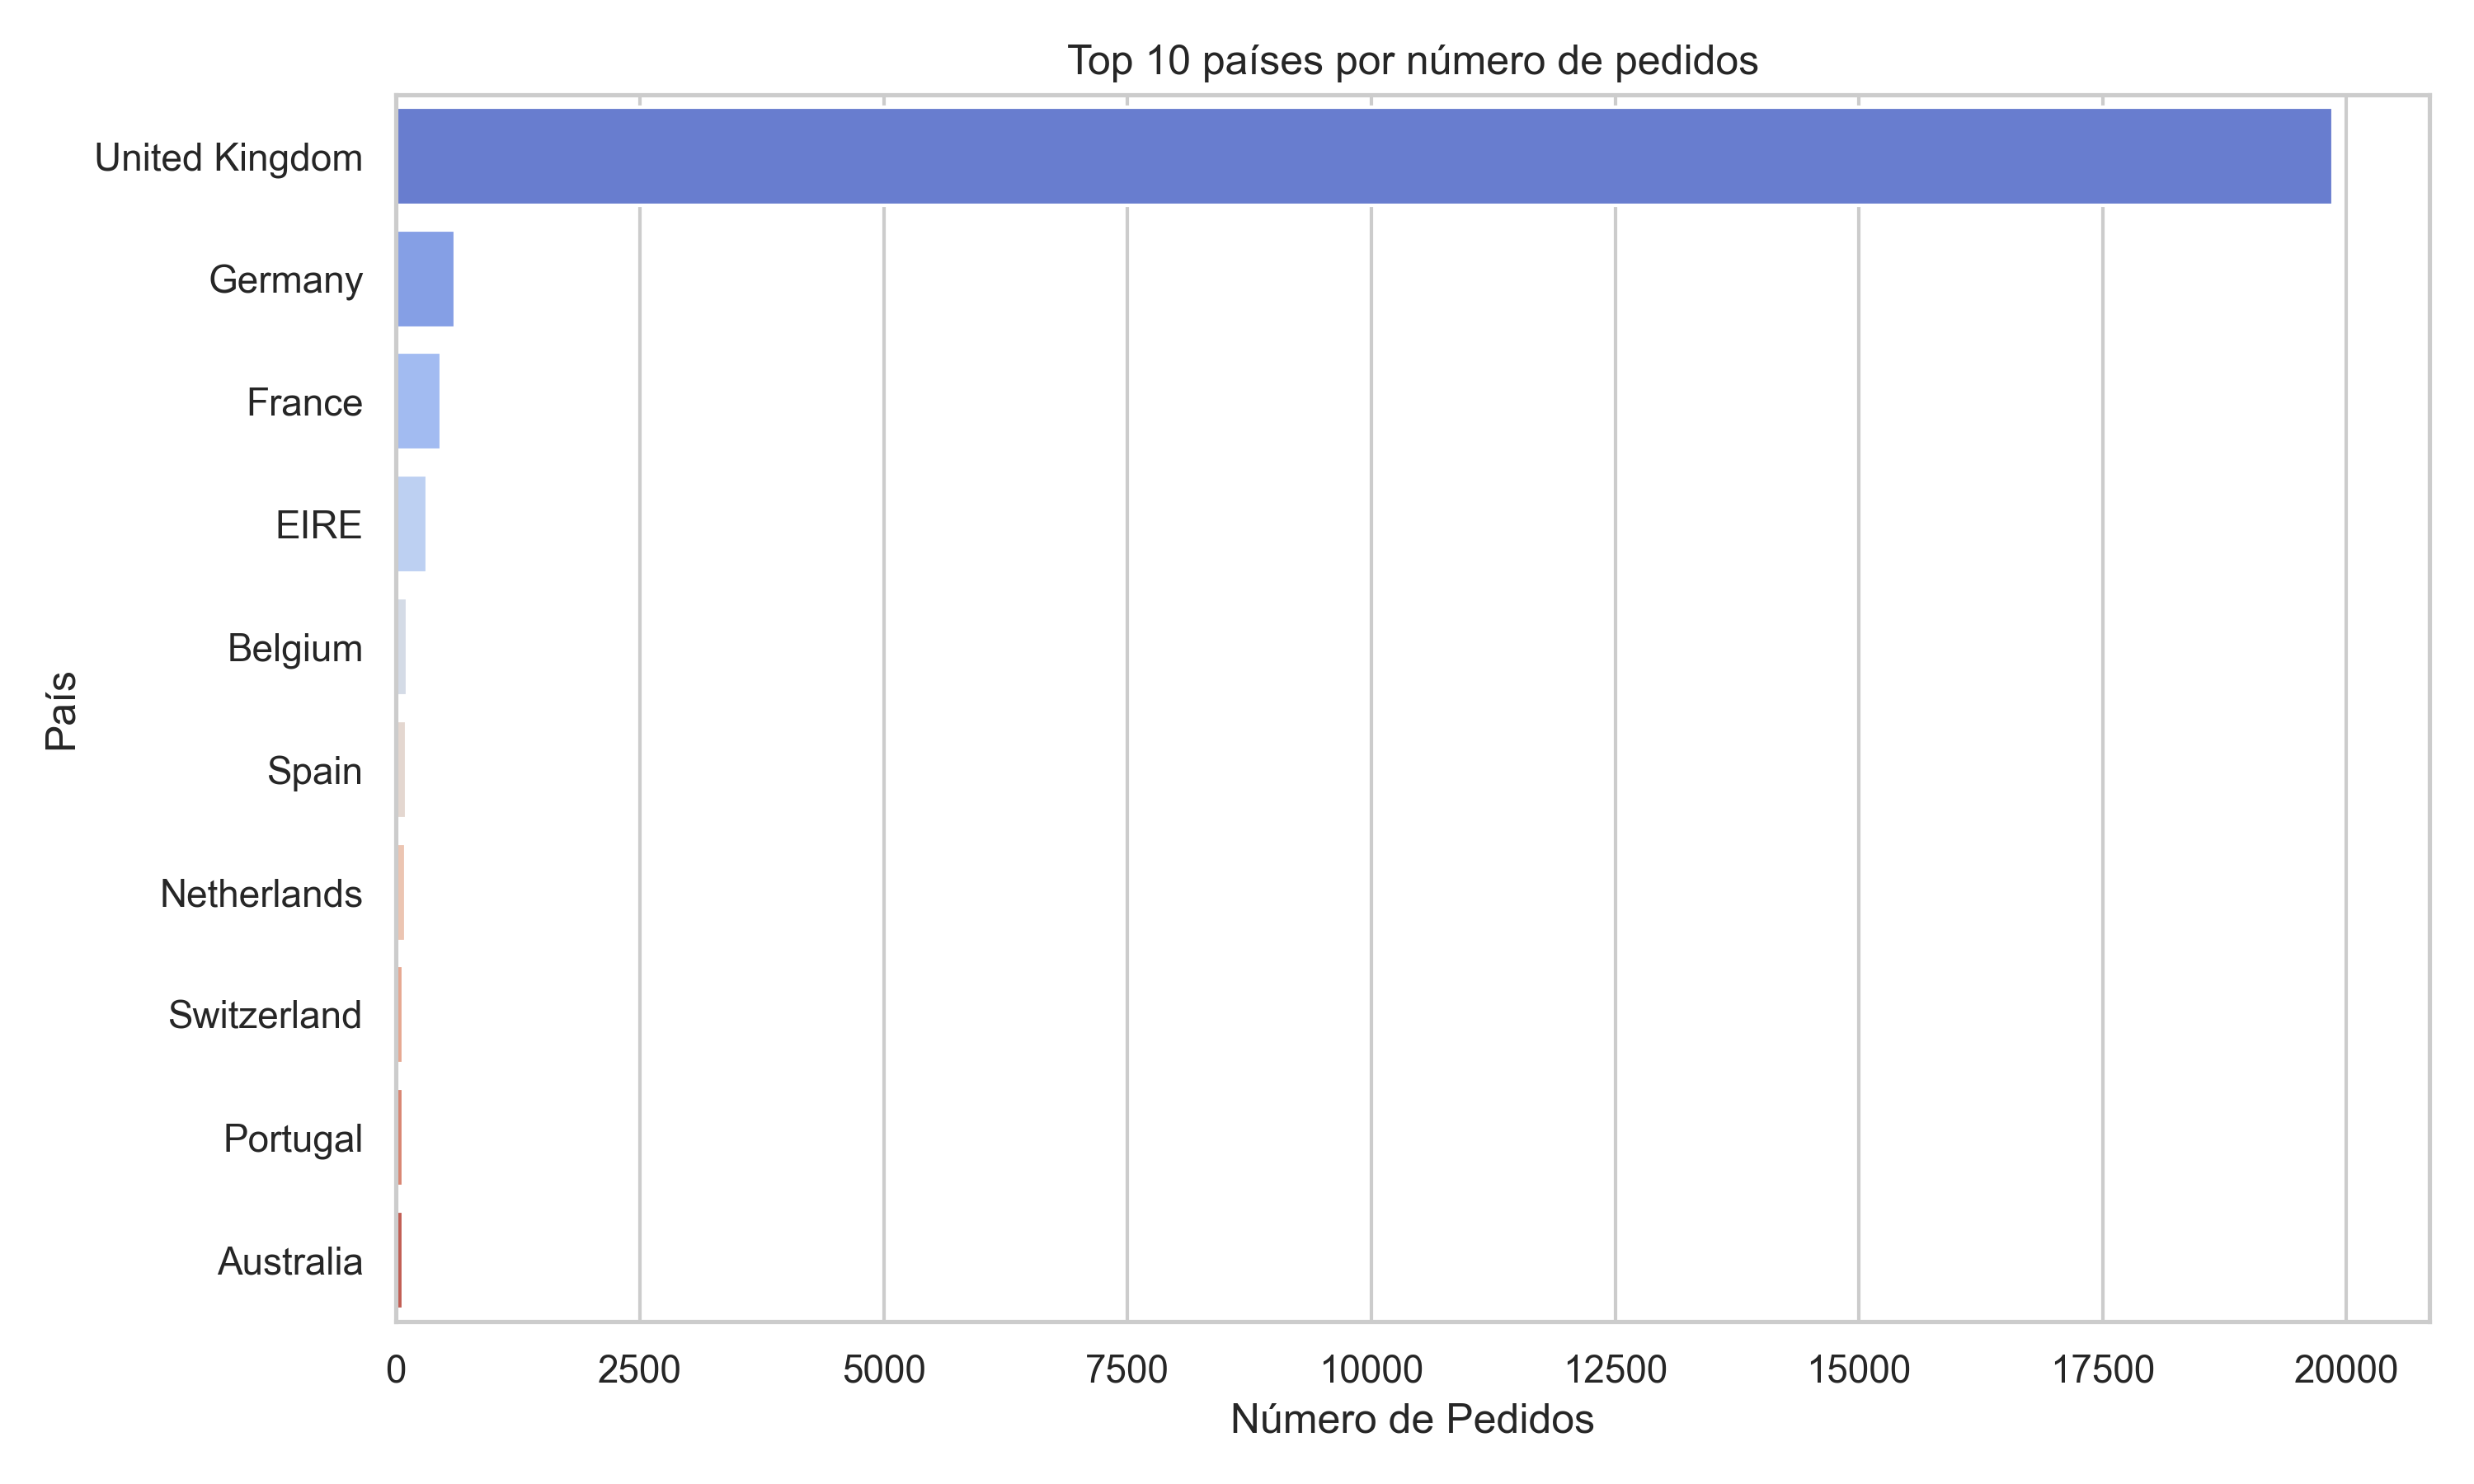 Top 10 países por número de pedidos
United Kingdom
Germany
France
EIRE
Belgium
Spain
Netherlands
Switzerland
Portugal
Australia
País
0 2500 5000 7500 10000 12500 15000 17500 20000
Número de Pedidos